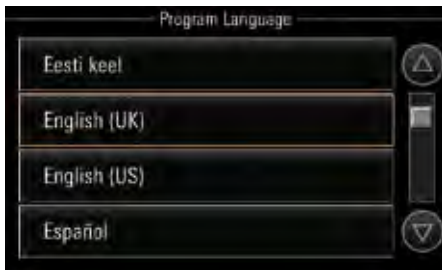 Program Language
Eesti keel
English (UK)
English (US)
Español